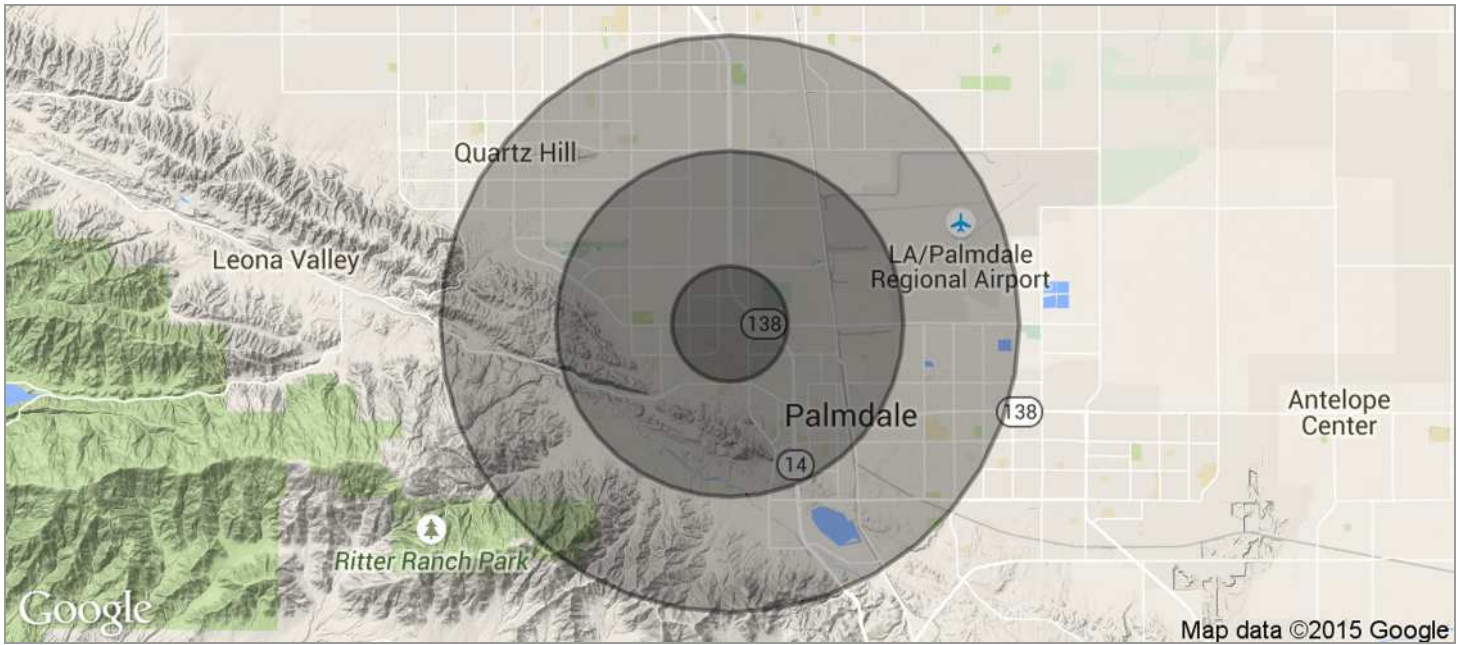 Quartz Hill
Leona Valley
LA/Palmdale
Regional Airport
138
Palmdale
138
Antelope
Center
14
Ritter Ranch Park
Google
Map data ©2015 Google